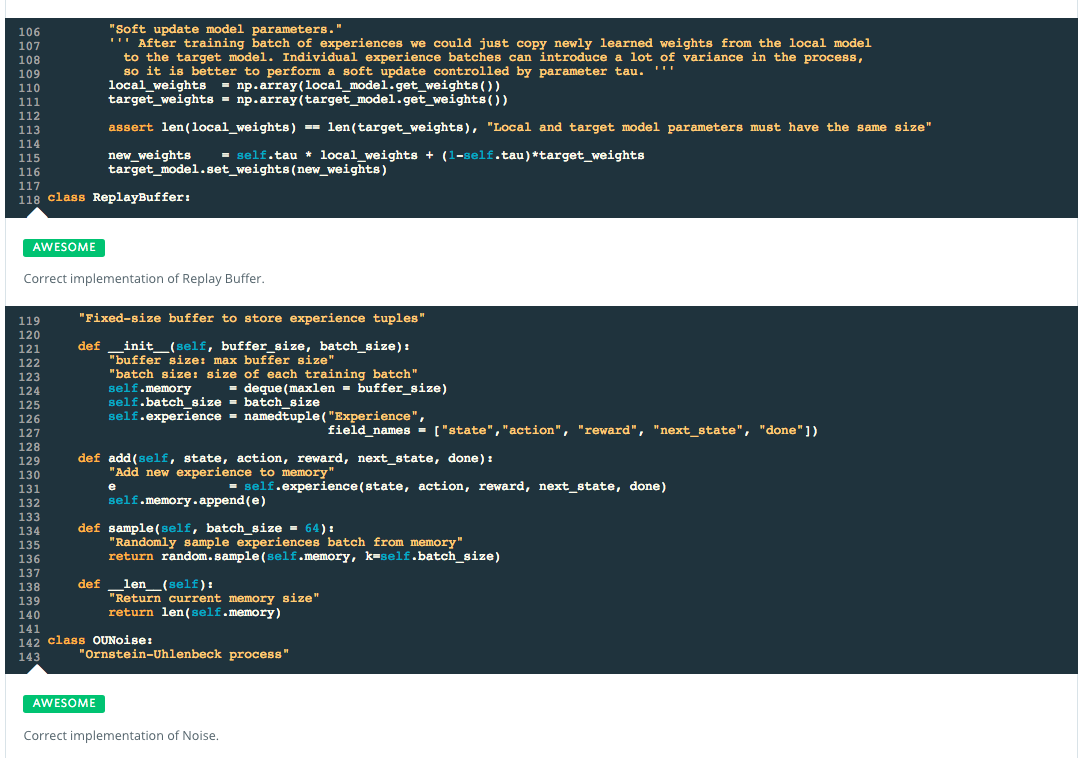 106         "Soft update model parameters."
107         ''' After training batch of experiences we could just copy newly learned weights from the local model
108           to the target model. Individual experience batches can introduce a lot of variance in the process,
109           so it is better to perform a soft update controlled by parameter tau. '''
110         local_weights  = np.array(local_model.get_weights())
111         target_weights = np.array(target_model.get_weights())
112
113         assert len(local_weights) == len(target_weights), "Local and target model parameters must have the same size"
114
115         new_weights    = self.tau * local_weights + (1-self.tau)*target_weights
116         target_model.set_weights(new_weights)
117
118 class ReplayBuffer:
AWESOME
Correct implementation of Replay Buffer.
119     "Fixed-size buffer to store experience tuples"
120
121     def __init__(self, buffer_size, batch_size):
122         "buffer size: max buffer size"
123         "batch size: size of each training batch"
124         self.memory     = deque(maxlen = buffer_size)
125         self.batch_size = batch_size
126         self.experience = namedtuple("Experience",
127                                      field_names = ["state","action", "reward", "next_state", "done"])
128
129     def add(self, state, action, reward, next_state, done):
130         "Add new experience to memory"
131         e               = self.experience(state, action, reward, next_state, done)
132         self.memory.append(e)
133
134     def sample(self, batch_size = 64):
135         "Randomly sample experiences batch from memory"
136         return random.sample(self.memory, k=self.batch_size)
137
138     def __len__(self):
139         "Return current memory size"
140         return len(self.memory)
141
142 class OUNoise:
143     "Ornstein-Uhlenbeck process"
AWESOME
Correct implementation of Noise.